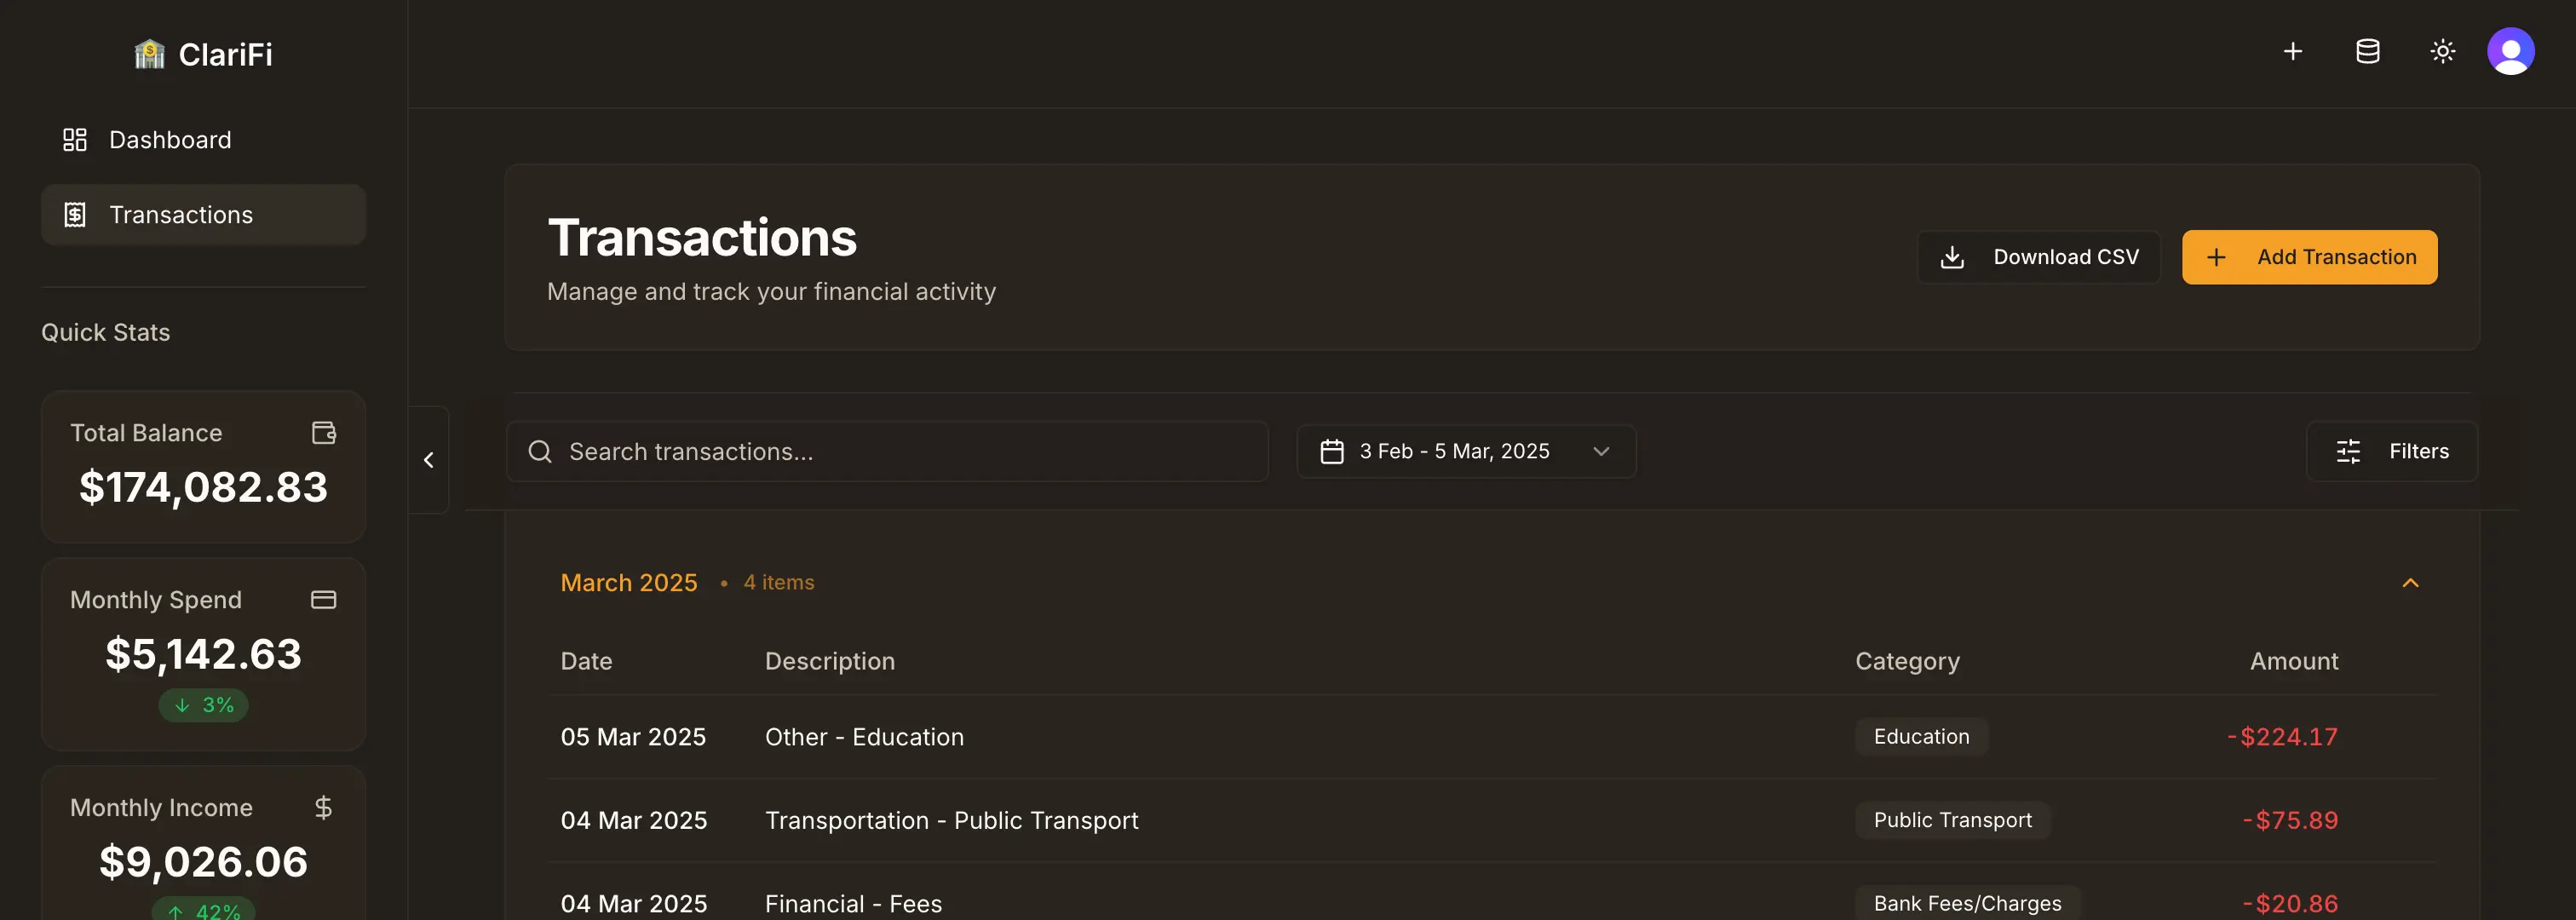 ClariFi
Dashboard
Transactions
Quick Stats
Total Balance
$174,082.83
Monthly Spend
$5,142.63
↓ 3%
Monthly Income
$9,026.06
↑ 42%
Transactions
Manage and track your financial activity
Download CSV
+ Add Transaction
Search transactions...
3 Feb - 5 Mar, 2025
Filters
March 2025 • 4 items
Date Description Category Amount
05 Mar 2025 Other - Education Education -$224.17
04 Mar 2025 Transportation - Public Transport Public Transport -$75.89
04 Mar 2025 Financial - Fees Bank Fees/Charges -$20.86